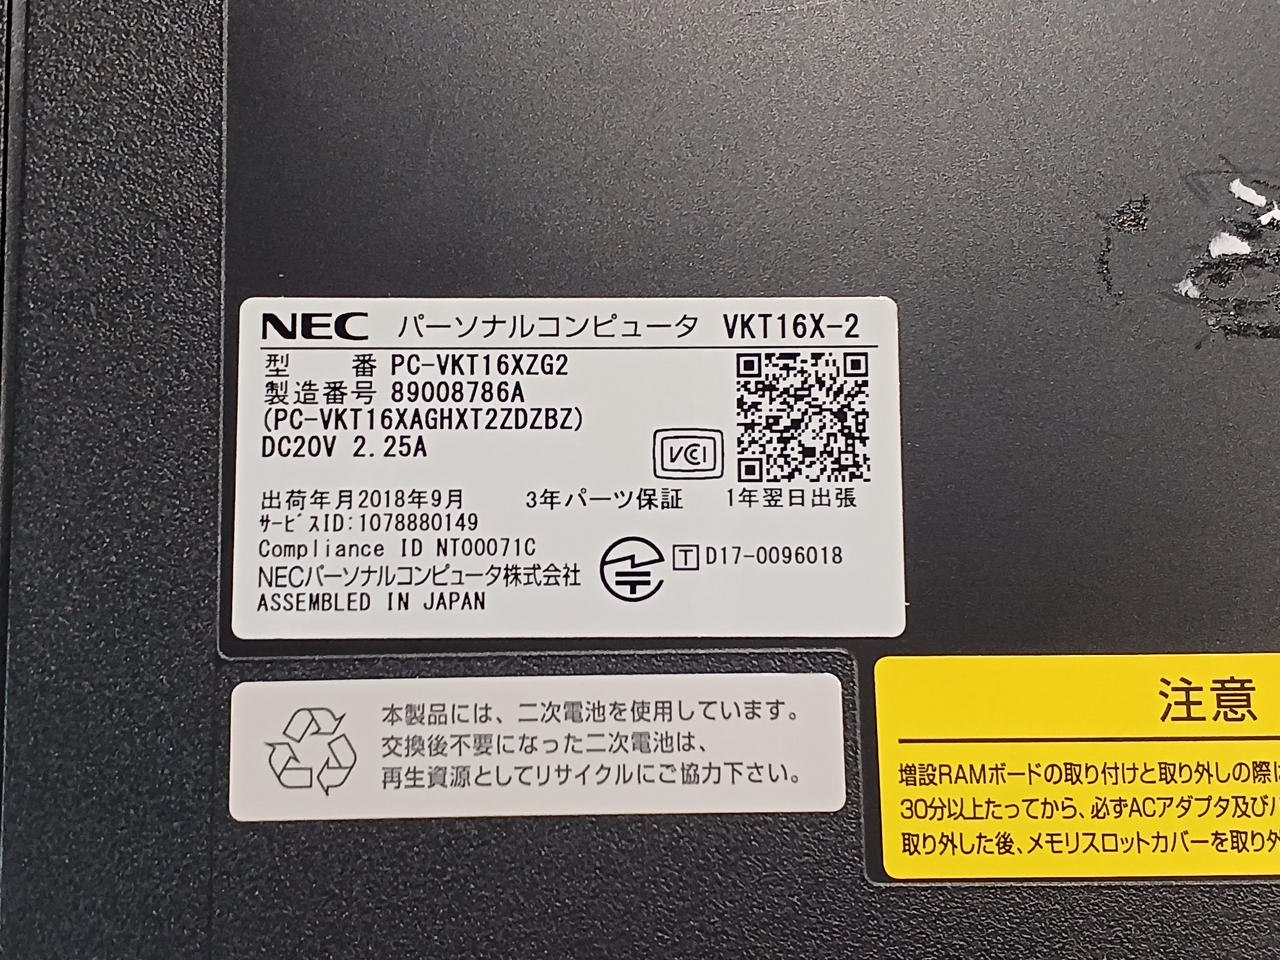 NEC パーソナルコンピュータ VKT16X-2
型 番 PC-VKT16XZG2
製造番号 89008786A
(PC-VKT16XAGHXT2ZDZBZ)
DC20V 2.25A
VCCI
出荷年月2018年9月 3年パーツ保証 1年翌日出張
サービスID:1078880149
Compliance ID NT00071C
T D17-0096018
NECパーソナルコンピュータ株式会社
ASSEMBLED IN JAPAN
本製品には、二次電池を使用しています。
交換後不要になった二次電池は、
再生資源としてリサイクルにご協力下さい。
注意
増設RAMボードの取り付けと取り外しの際に
30分以上たってから、必ずACアダプタ及びバ
取り外した後、メモリスロットカバーを取り外